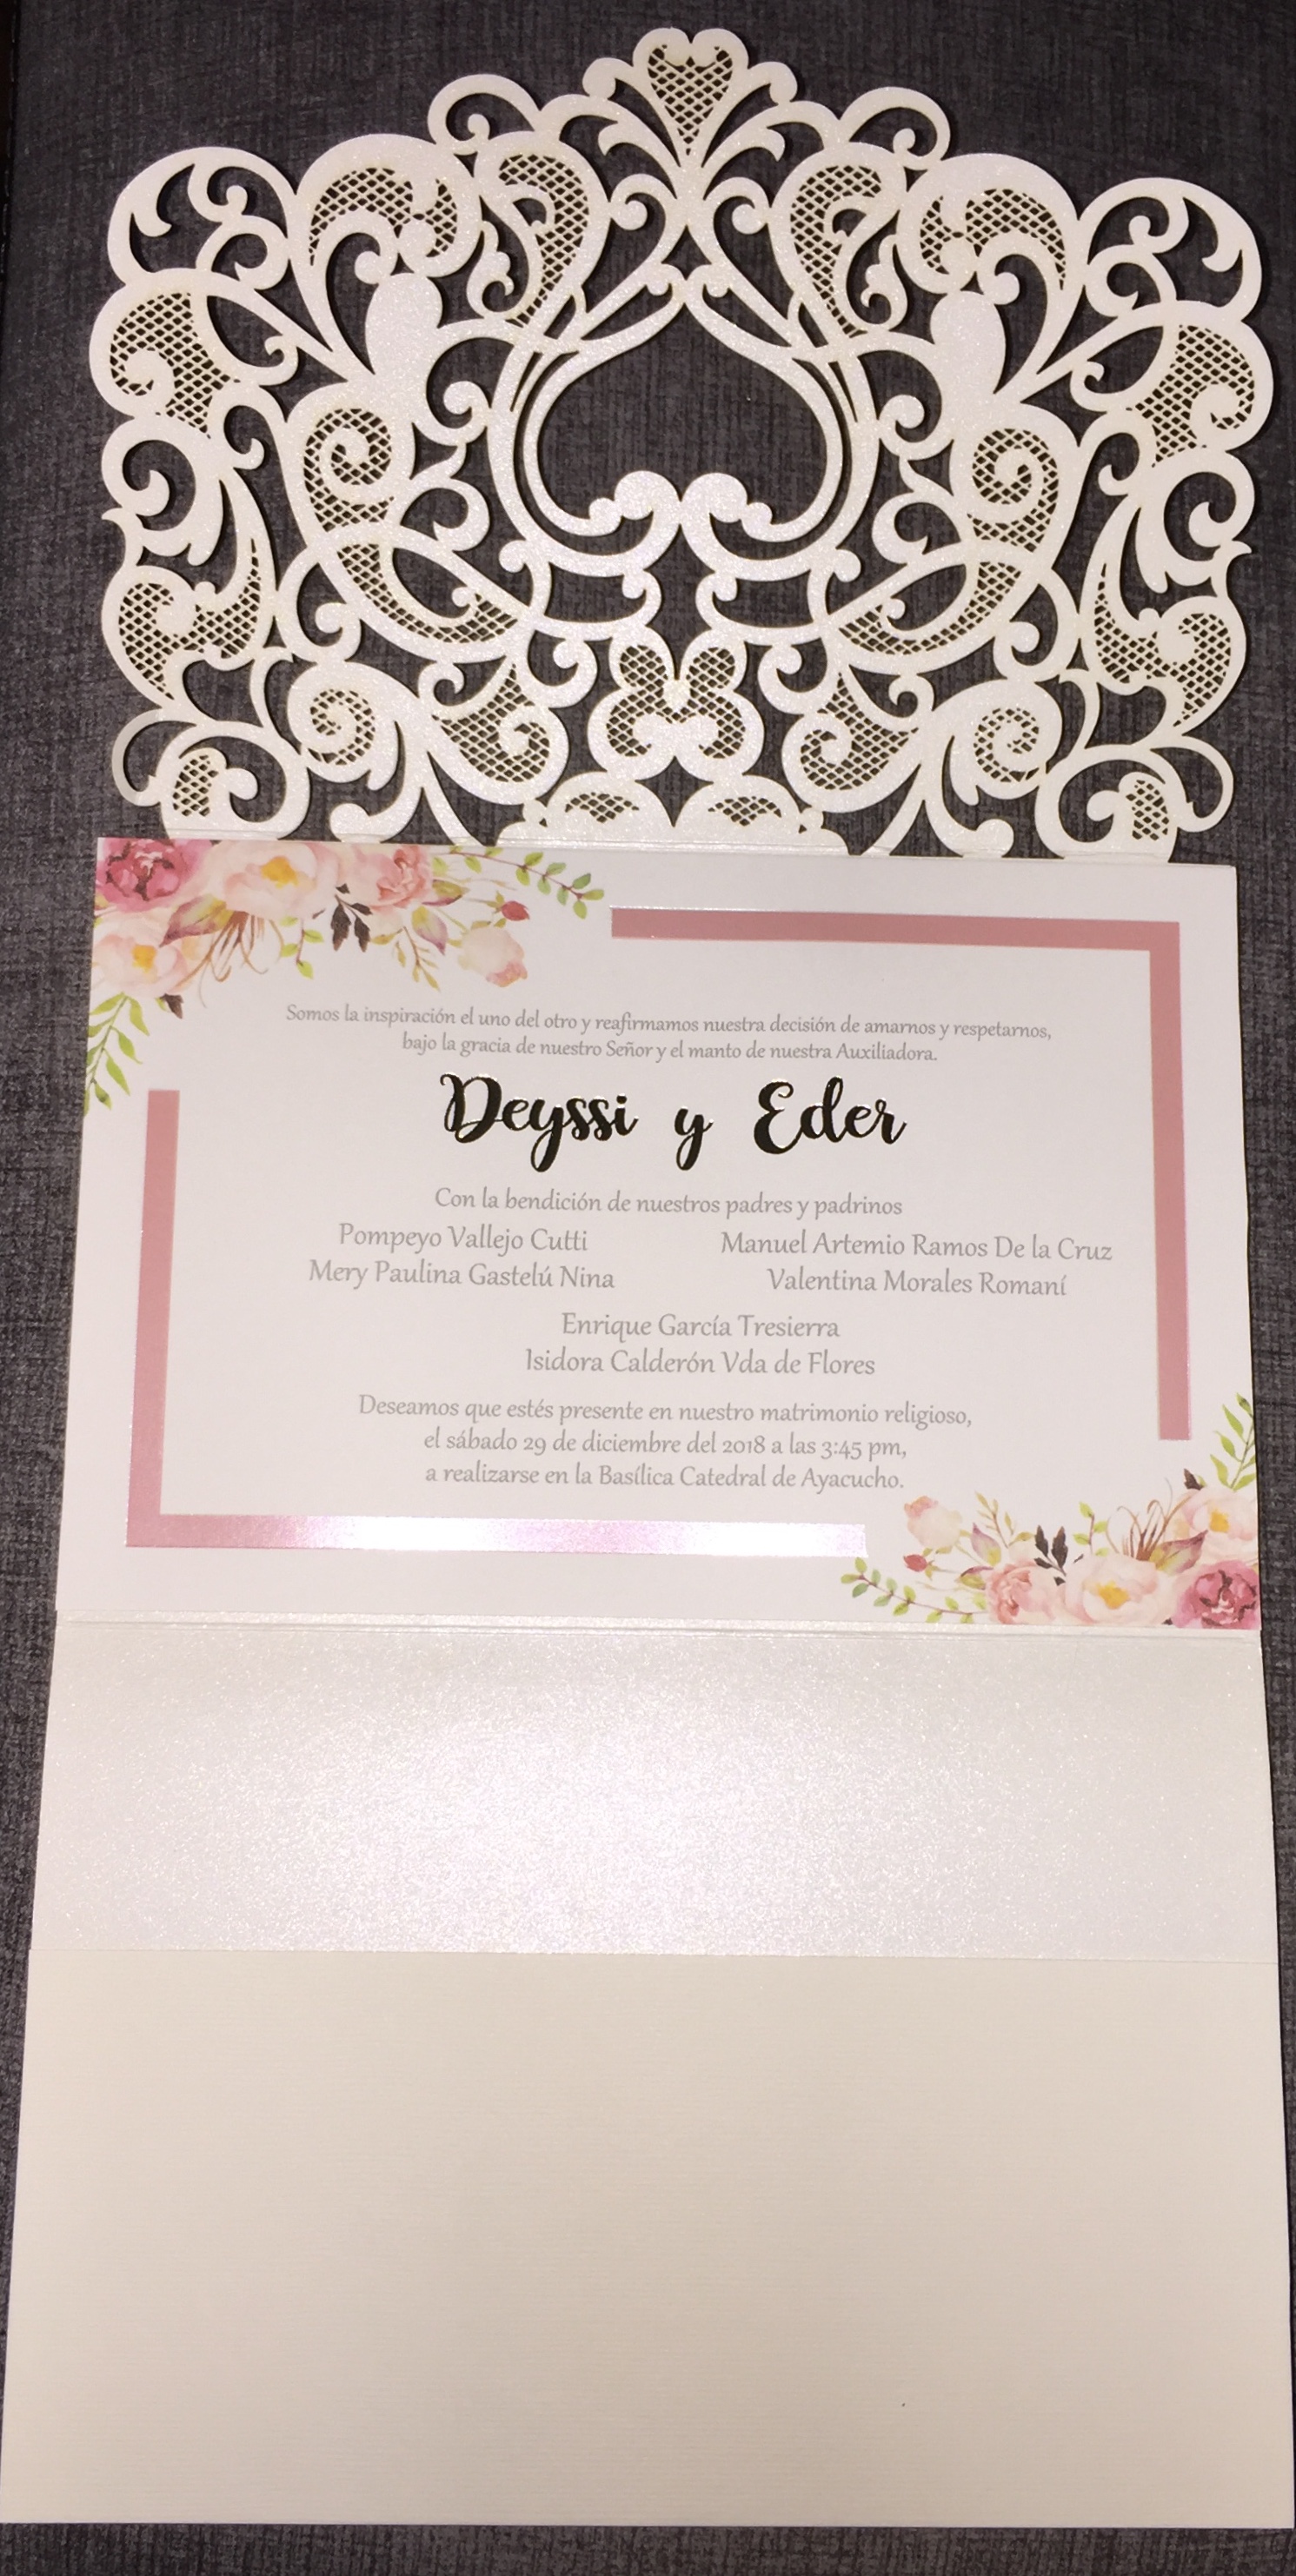 Somos la inspiración el uno del otro y reafirmamos nuestra decisión de amarnos y respetarnos,
bajo la gracia de nuestro Señor y el manto de nuestra Auxiliadora.
Deyssi y Eder
Con la bendición de nuestros padres y padrinos
Pompeyo Vallejo Cutti
Mery Paulina Gastelú Nina
Manuel Artemio Ramos De la Cruz
Valentina Morales Romaní
Enrique García Tresierra
Isidora Calderón Vda de Flores
Deseamos que estés presente en nuestro matrimonio religioso,
el sábado 29 de diciembre del 2018 a las 3:45 pm,
a realizarse en la Basílica Catedral de Ayacucho.